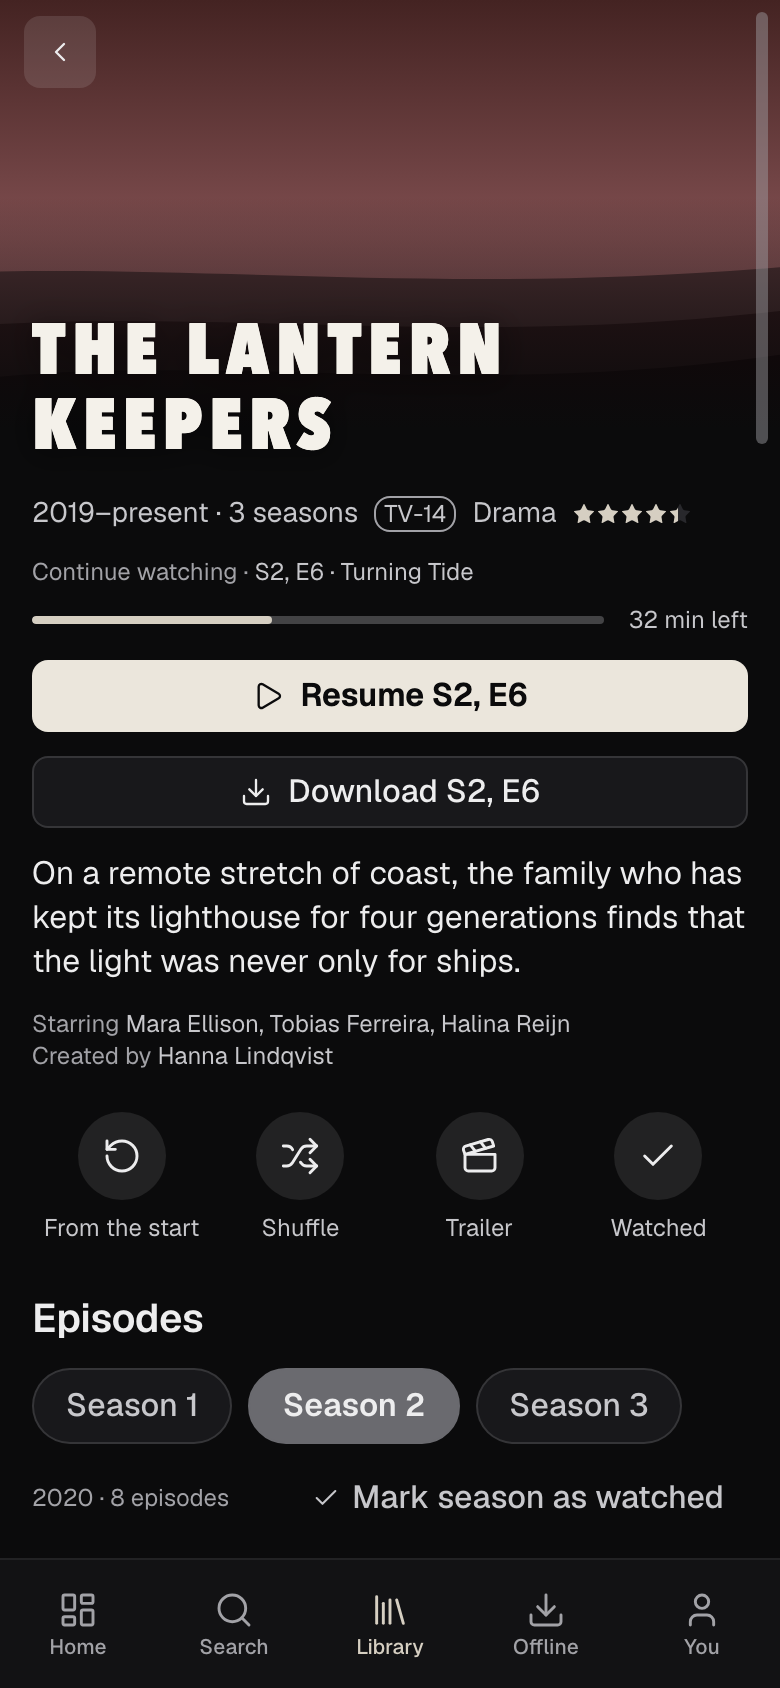 THE LANTERN
KEEPERS
2019–present · 3 seasons TV-14 Drama
Continue watching · S2, E6 · Turning Tide
32 min left
Resume S2, E6
Download S2, E6
On a remote stretch of coast, the family who has
kept its lighthouse for four generations finds that
the light was never only for ships.
Starring Mara Ellison, Tobias Ferreira, Halina Reijn
Created by Hanna Lindqvist
From the start Shuffle Trailer Watched
Episodes
Season 1 Season 2 Season 3
2020 · 8 episodes Mark season as watched
Home Search Library Offline You